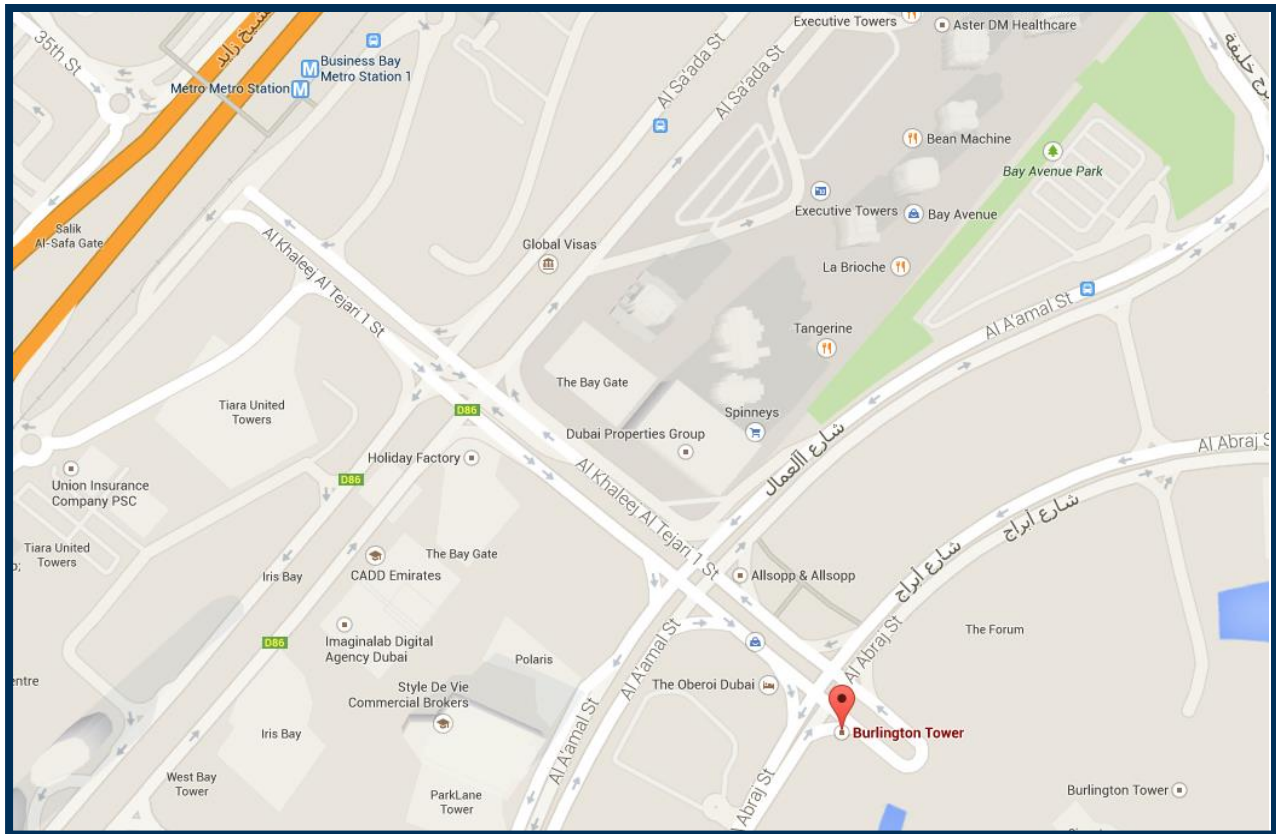 Executive Towers
Aster DM Healthcare
برج خليفة
35th St
شيخ زايد
Business Bay
Metro Station 1
Metro Metro Station
Al Sa'ada St
Al Sa'ada St
Bean Machine
Bay Avenue Park
Executive Towers
Bay Avenue
Salik
Al-Safa Gate
Al Khaleej Al Tejari 1 St
Global Visas
La Brioche
Al A'amal St
Tangerine
The Bay Gate
Tiara United
Towers
D86
Spinneys
Dubai Properties Group
شارع اﻷعمال
Al Abraj S
Holiday Factory
Union Insurance
Company PSC
D86
Al Khaleej Al Tejari 1 St
شارع أبراج
Tiara United
Towers
p;
The Bay Gate
CADD Emirates
Iris Bay
Allsopp & Allsopp
شارع أبراج
Imaginalab Digital
Agency Dubai
D86
The Forum
Al Abraj St
Polaris
Al A'amal St
entre
Style De Vie
Commercial Brokers
The Oberoi Dubai
Iris Bay
Burlington Tower
Al A'amal St
West Bay
Tower
ParkLane
Tower
Al Abraj St
Burlington Tower